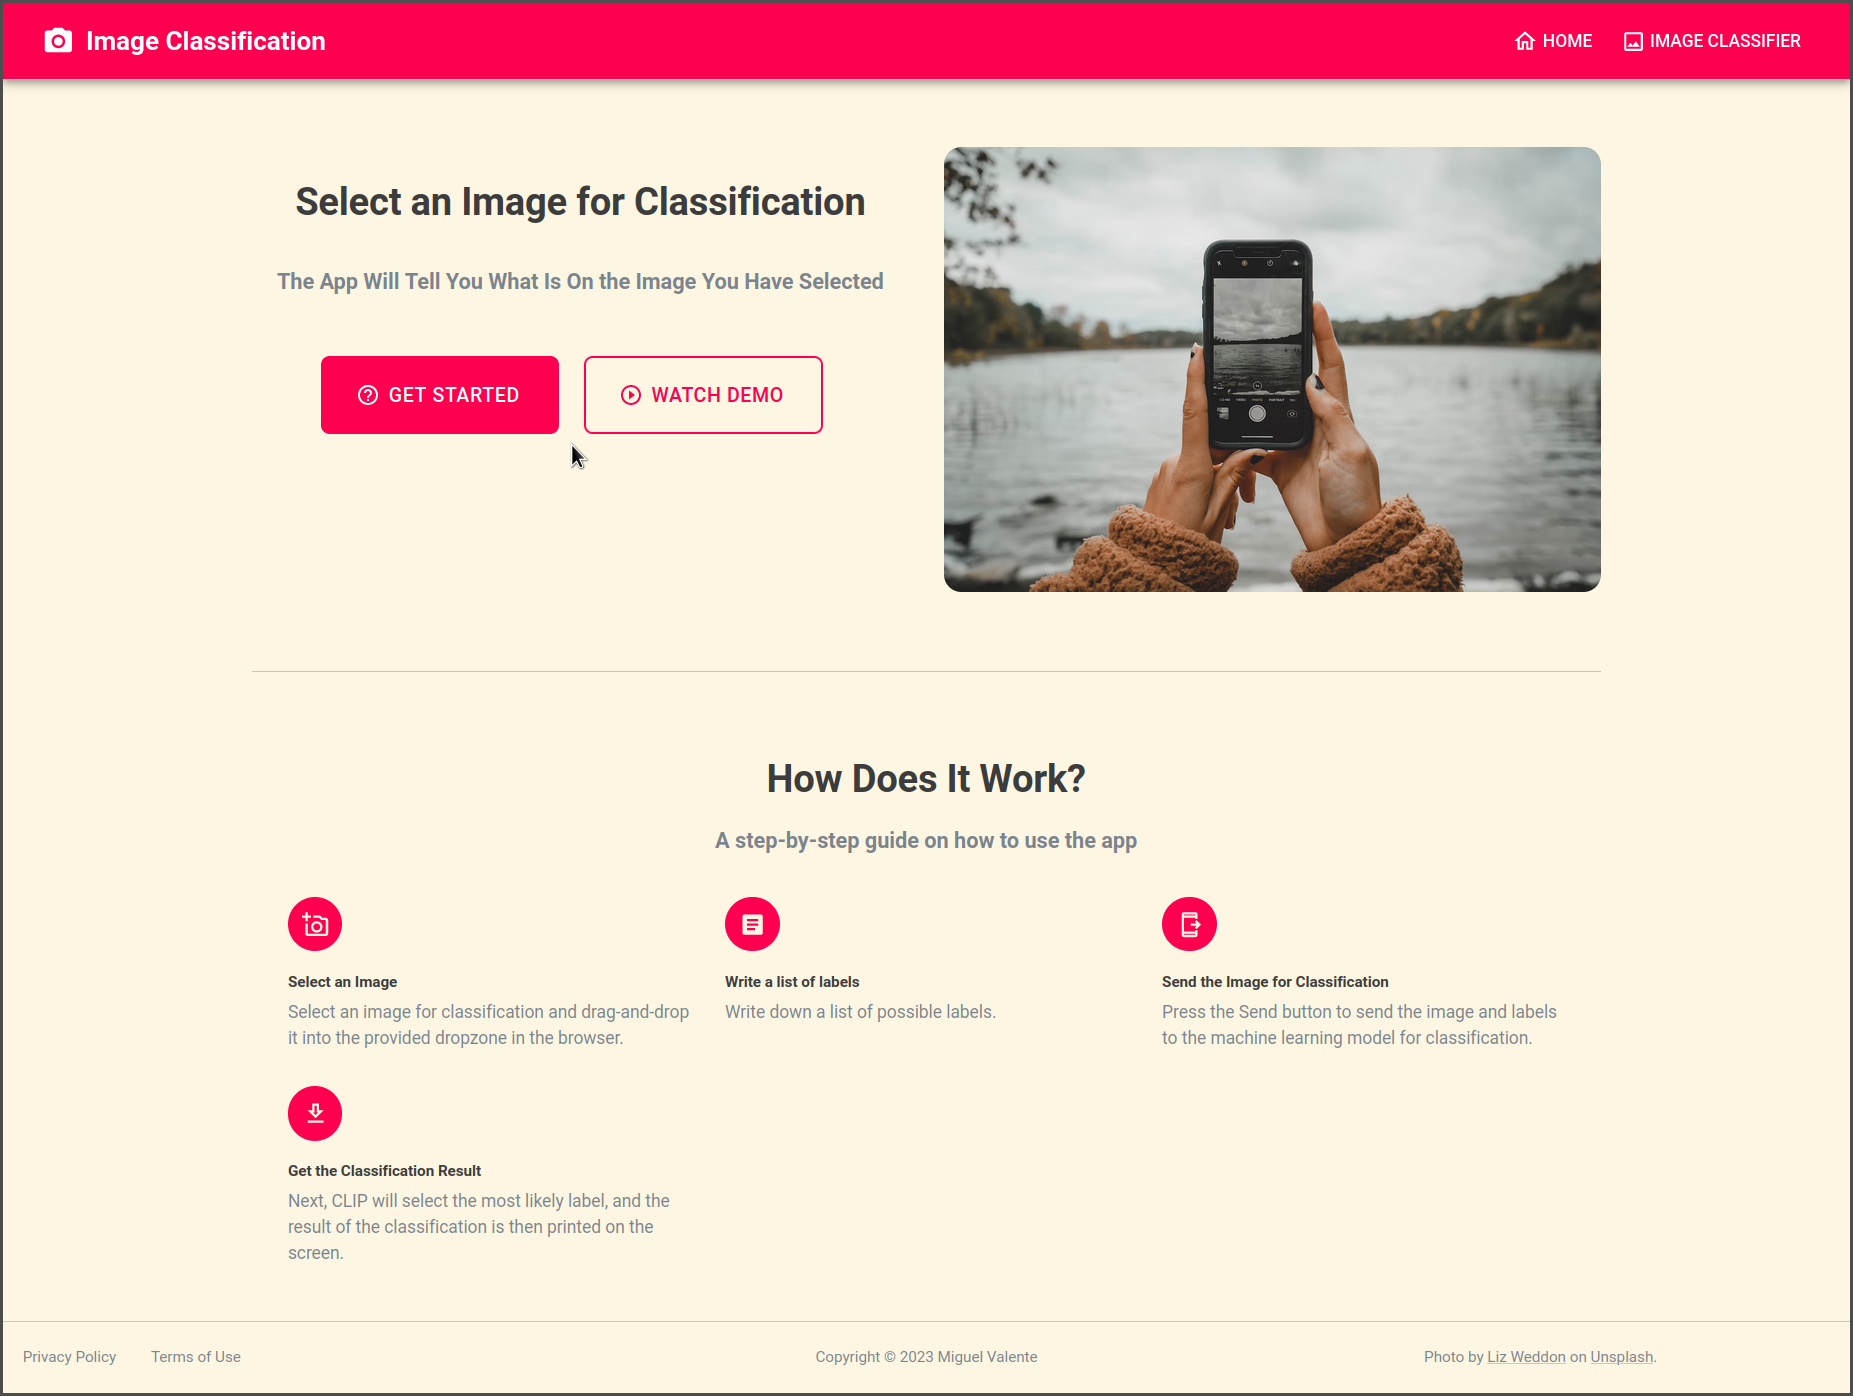 Image Classification
HOME
IMAGE CLASSIFIER
Select an Image for Classification
The App Will Tell You What Is On the Image You Have Selected
GET STARTED
WATCH DEMO
How Does It Work?
A step-by-step guide on how to use the app
Select an Image
Select an image for classification and drag-and-drop
it into the provided dropzone in the browser.
Write a list of labels
Write down a list of possible labels.
Send the Image for Classification
Press the Send button to send the image and labels
to the machine learning model for classification.
Get the Classification Result
Next, CLIP will select the most likely label, and the
result of the classification is then printed on the
screen.
Privacy Policy
Terms of Use
Copyright © 2023 Miguel Valente
Photo by Liz Weddon on Unsplash.